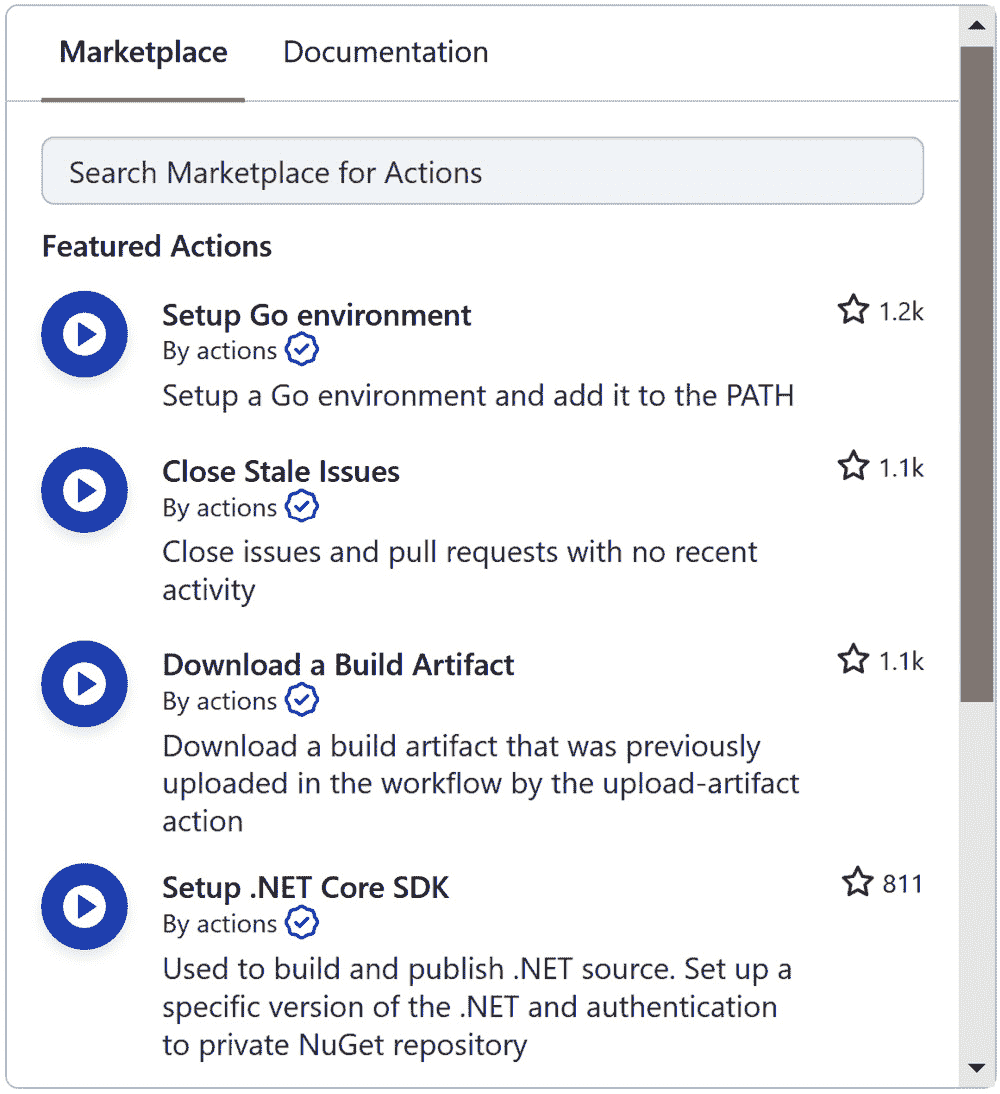 Marketplace Documentation
Search Marketplace for Actions
Featured Actions
Setup Go environment 1.2k
By actions
Setup a Go environment and add it to the PATH
Close Stale Issues 1.1k
By actions
Close issues and pull requests with no recent
activity
Download a Build Artifact 1.1k
By actions
Download a build artifact that was previously
uploaded in the workflow by the upload-artifact
action
Setup .NET Core SDK 811
By actions
Used to build and publish .NET source. Set up a
specific version of the .NET and authentication
to private NuGet repository